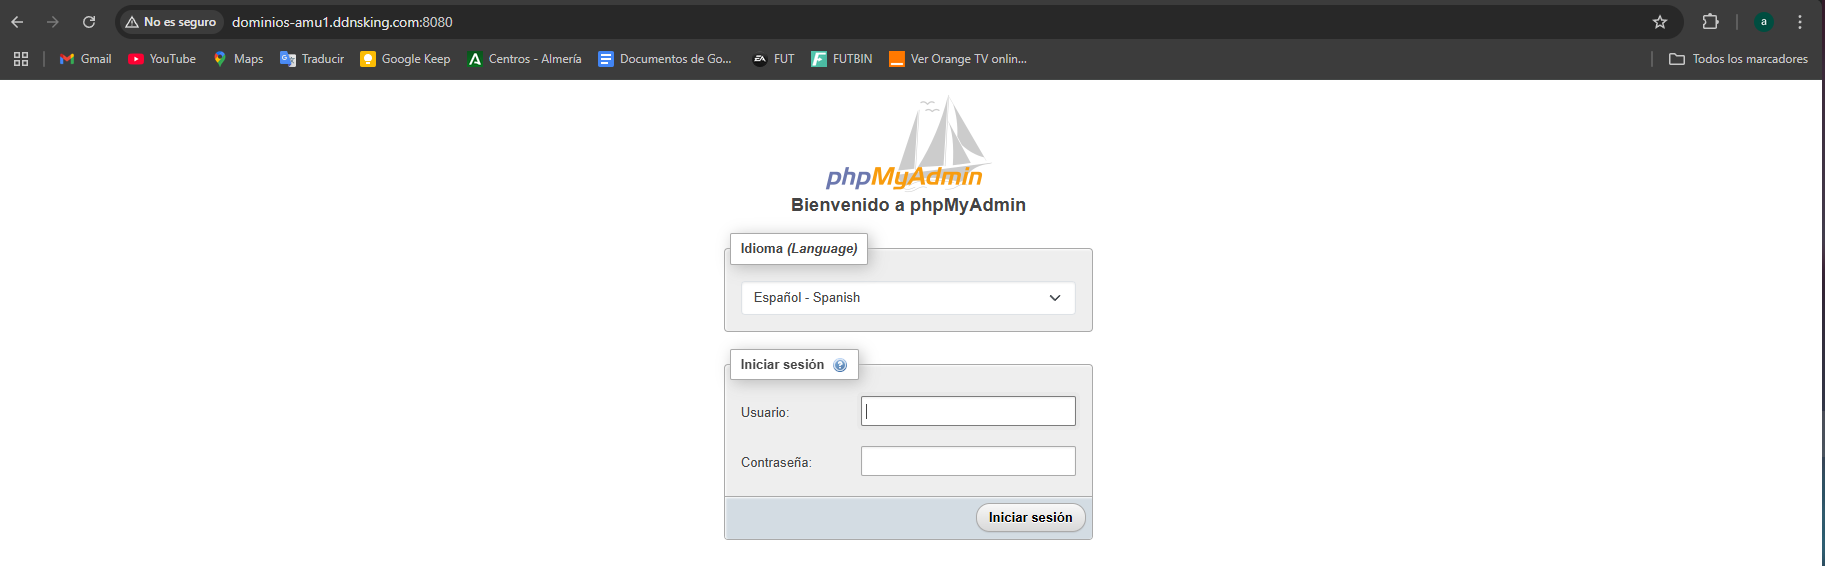 No es seguro dominios-amu1.ddnsking.com:8080 a
Gmail YouTube Maps Traducir Google Keep Centros - Almería Documentos de Go... EA FUT FUTBIN Ver Orange TV onlin... Todos los marcadores
phpMyAdmin
Bienvenido a phpMyAdmin
Idioma (Language)
Español - Spanish
Iniciar sesión ?
Usuario:
Contraseña:
Iniciar sesión